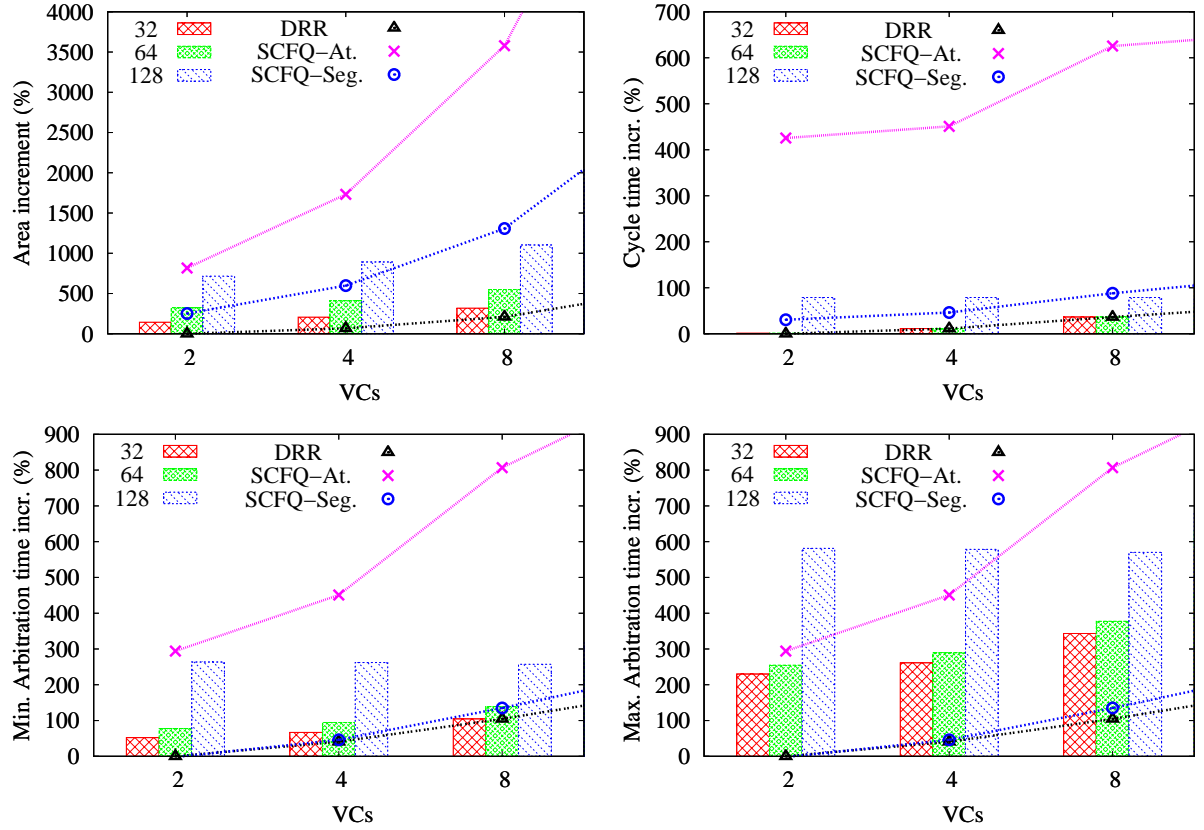 4000
3500
3000
2500
2000
1500
1000
500
0
Area increment (%)
32
64
128
DRR
SCFQ−At.
SCFQ−Seg.
2 4 8
VCs
700
600
500
400
300
200
100
0
Cycle time incr. (%)
32
64
128
DRR
SCFQ−At.
SCFQ−Seg.
2 4 8
VCs
900
800
700
600
500
400
300
200
100
0
Min. Arbitration time incr. (%)
32
64
128
DRR
SCFQ−At.
SCFQ−Seg.
2 4 8
VCs
900
800
700
600
500
400
300
200
100
0
Max. Arbitration time incr. (%)
32
64
128
DRR
SCFQ−At.
SCFQ−Seg.
2 4 8
VCs